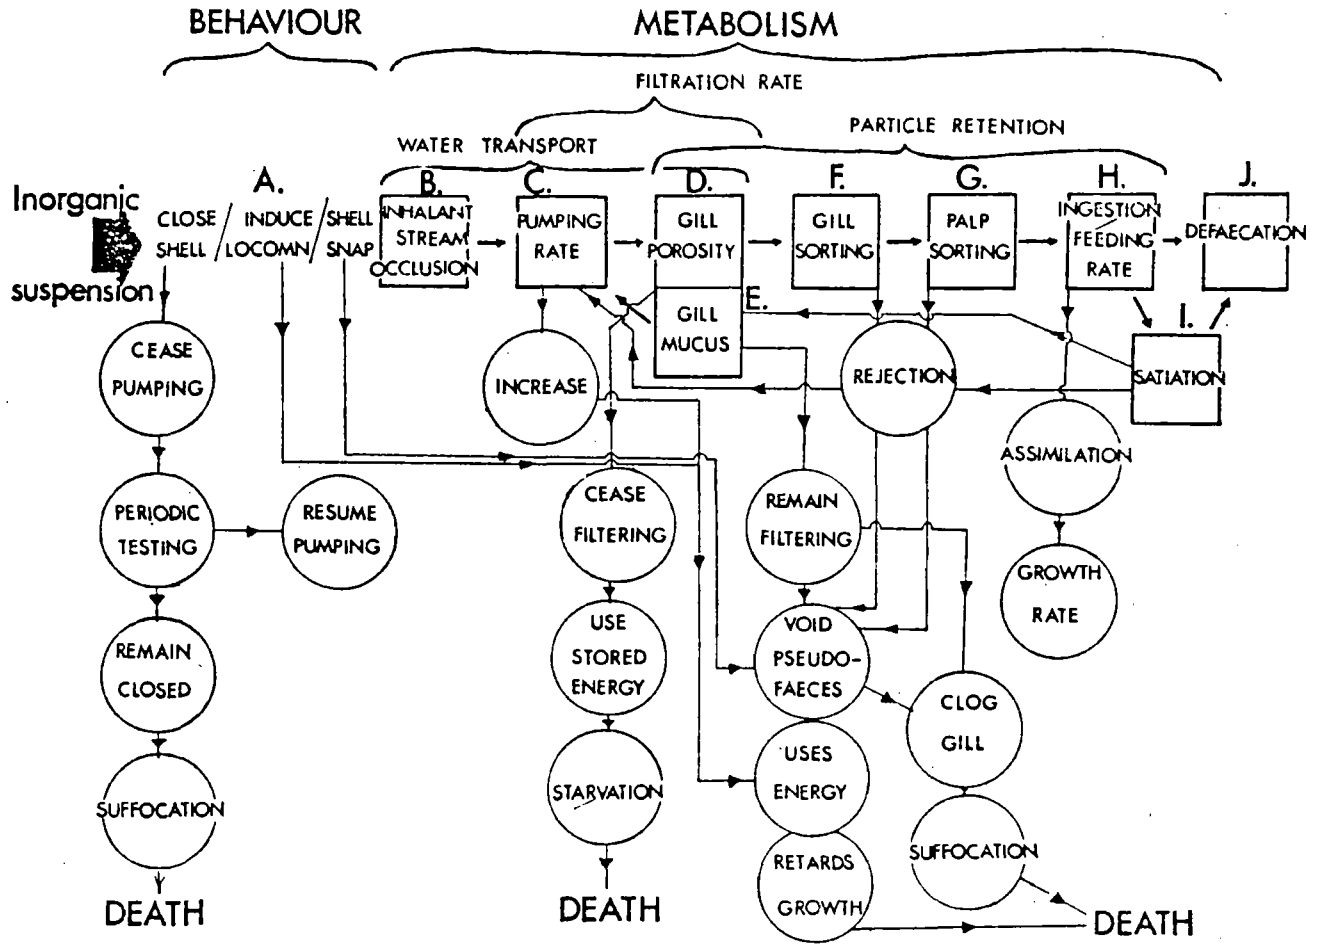 BEHAVIOUR
METABOLISM
FILTRATION RATE
PARTICLE RETENTION
WATER TRANSPORT
Inorganic
suspension
A.
CLOSE / INDUCE / SHELL
SHELL / LOCOMN / SNAP
B.
INHALANT
STREAM
OCCLUSION
C.
PUMPING
RATE
D.
GILL
POROSITY
E.
GILL
MUCUS
F.
GILL
SORTING
G.
PALP
SORTING
H.
INGESTION
FEEDING
RATE
J.
DEFAECATION
I.
SATIATION
CEASE
PUMPING
INCREASE
REJECTION
ASSIMILATION
PERIODIC
TESTING
RESUME
PUMPING
CEASE
FILTERING
REMAIN
FILTERING
GROWTH
RATE
REMAIN
CLOSED
USE
STORED
ENERGY
VOID
PSEUDO-
FAECES
CLOG
GILL
SUFFOCATION
STARVATION
USES
ENERGY
SUFFOCATION
RETARDS
GROWTH
DEATH
DEATH
DEATH